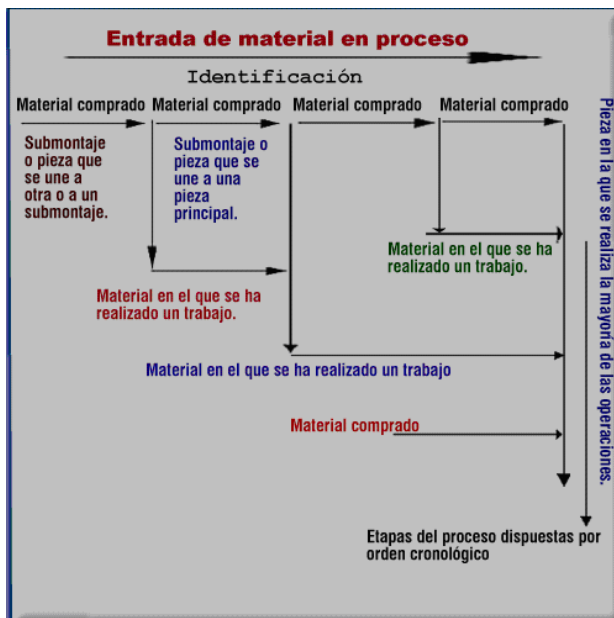 Entrada de material en proceso
Identificación
Material comprado Material comprado Material comprado Material comprado
Submontaje
o pieza que
se une a
otra o a un
submontaje.
Submontaje o
pieza que se
une a una
pieza
principal.
Pieza en la que se realiza la mayoría de las operaciones.
Material en el que se ha
realizado un trabajo.
Material en el que se ha
realizado un trabajo.
Material en el que se ha realizado un trabajo
Material comprado
Etapas del proceso dispuestas por
orden cronológico